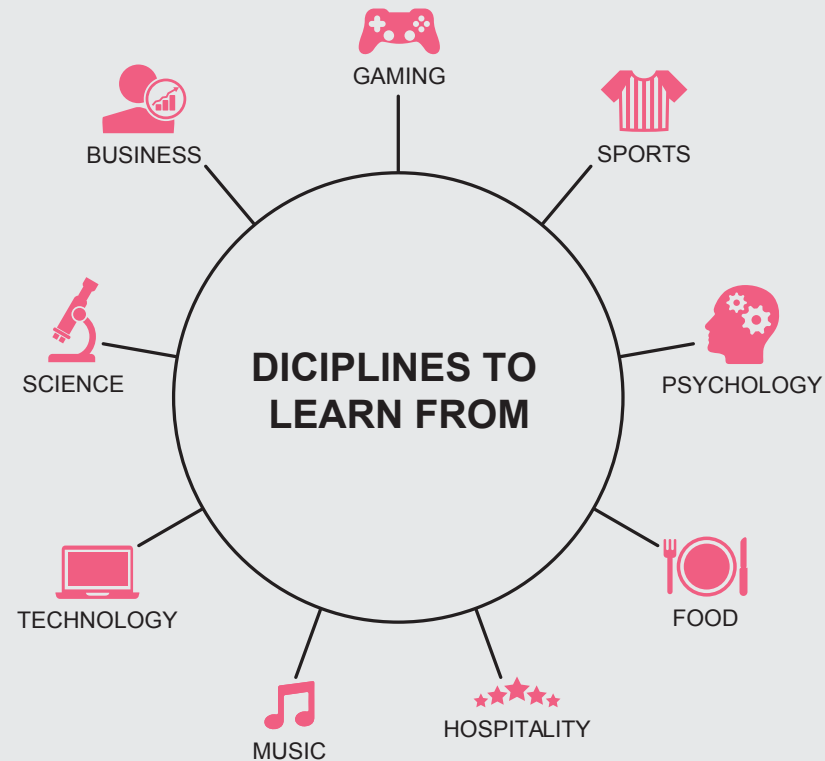 GAMING
SPORTS
PSYCHOLOGY
FOOD
HOSPITALITY
MUSIC
TECHNOLOGY
SCIENCE
BUSINESS
DICIPLINES TO
LEARN FROM